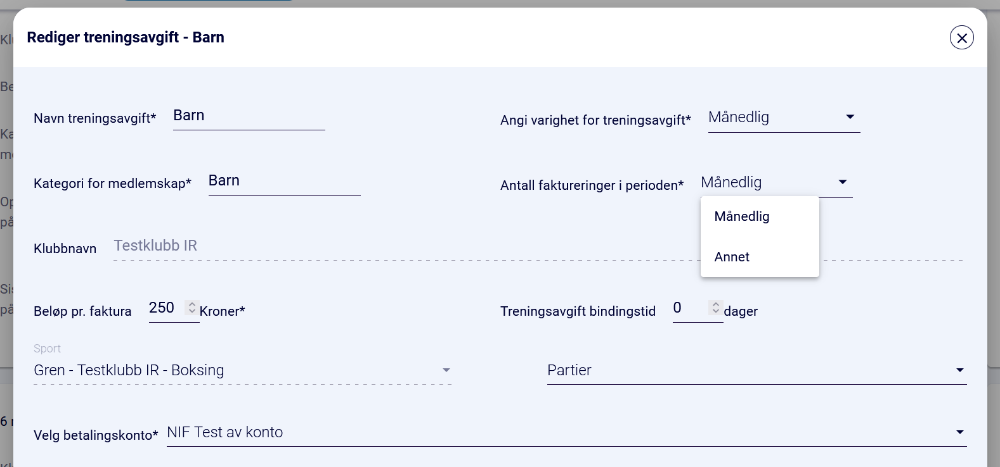 Rediger treningsavgift - Barn
Navn treningsavgift* Barn
Angi varighet for treningsavgift* Månedlig
Kategori for medlemskap* Barn
Antall faktureringer i perioden* Månedlig
Månedlig
Annet
Klubbnavn Testklubb IR
Beløp pr. faktura 250 Kroner*
Treningsavgift bindingstid 0 dager
Sport
Gren - Testklubb IR - Boksing
Partier
Velg betalingskonto* NIF Test av konto